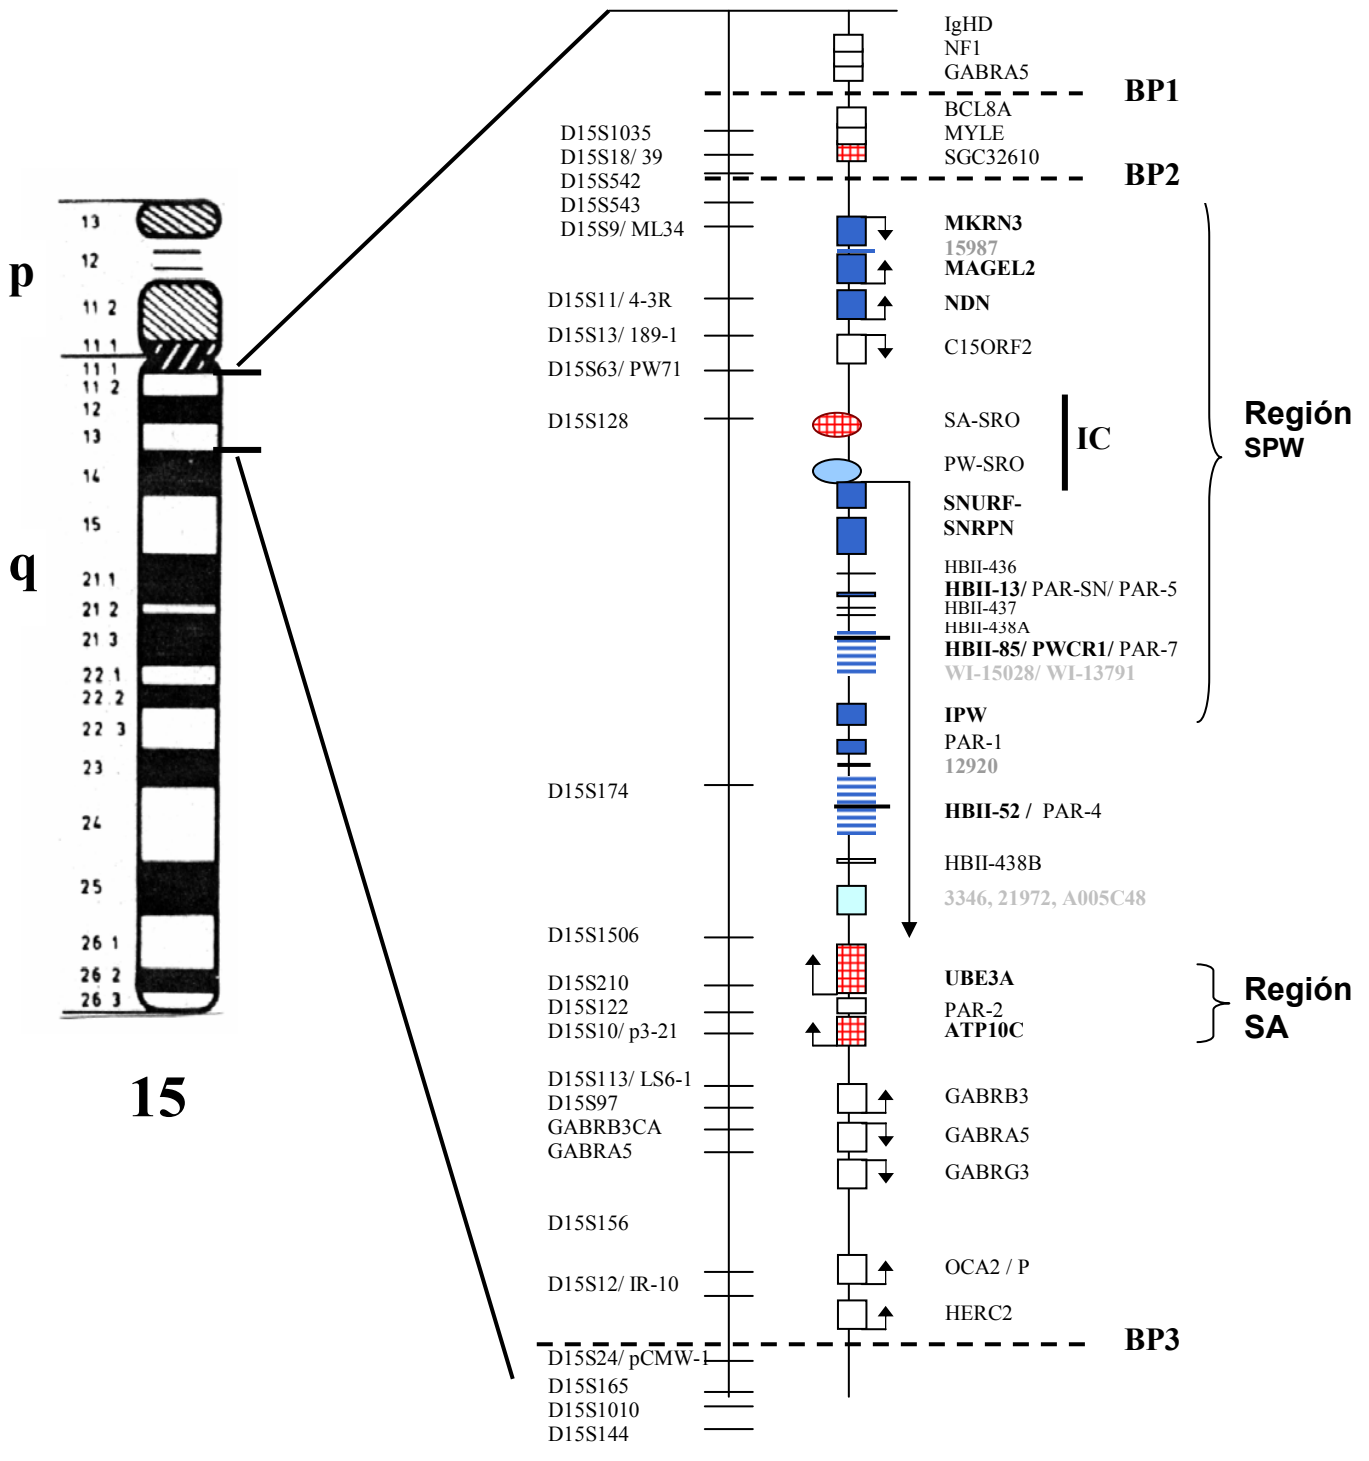 p
13
12
11 2
11 1
11 1
11 2
12
13
14
15
q
21 1
21 2
21 3
22 1
22 2
22 3
23
24
25
26 1
26 2
26 3
15
D15S1035
D15S18/ 39
D15S542
D15S543
D15S9/ ML34
D15S11/ 4-3R
D15S13/ 189-1
D15S63/ PW71
D15S128
D15S174
D15S1506
D15S210
D15S122
D15S10/ p3-21
D15S113/ LS6-1
D15S97
GABRB3CA
GABRA5
D15S156
D15S12/ IR-10
D15S24/ pCMW-1
D15S165
D15S1010
D15S144
IgHD
NF1
GABRA5
BP1
BCL8A
MYLE
SGC32610
BP2
MKRN3
15987
MAGEL2
NDN
C15ORF2
SA-SRO
IC
PW-SRO
SNURF-
SNRPN
HBII-436
HBII-13/ PAR-SN/ PAR-5
HBII-437
HBII-438A
HBII-85/ PWCR1/ PAR-7
WI-15028/ WI-13791
IPW
PAR-1
12920
HBII-52 / PAR-4
HBII-438B
3346, 21972, A005C48
Región
SPW
UBE3A
PAR-2
ATP10C
Región
SA
GABRB3
GABRA5
GABRG3
OCA2 / P
HERC2
BP3